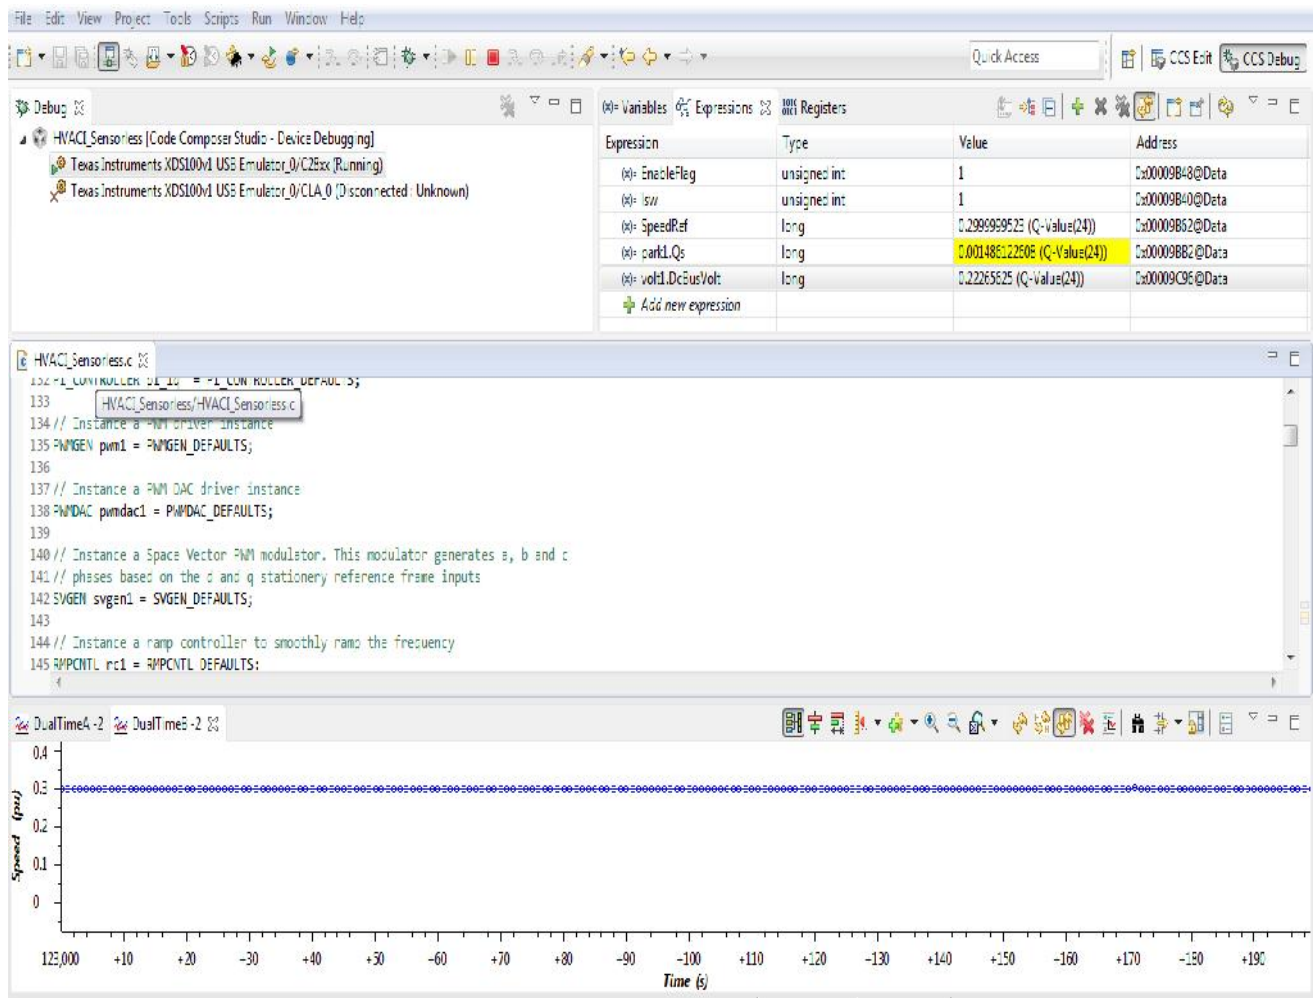 File Edit View Project Tools Scripts Run Window Help
Quick Access CCS Edit CCS Debug
Debug
HVACI_Sensorless [Code Composer Studio - Device Debugging]
Texas Instruments XDS100v1 USB Emulator_0/C28xx (Running)
Texas Instruments XDS100v1 USB Emulator_0/CLA_0 (Disconnected : Unknown)
(x)= Variables Expressions Registers
Expression Type Value Address
(x)= EnableFlag unsigned int 1 0x00009B48@Data
(x)= lsw unsigned int 1 0x00009B40@Data
(x)= SpeedRef long 0.2999999523 (Q-Value(24)) 0x00009B62@Data
(x)= park1.Qs long 0.001486122608 (Q-Value(24)) 0x00009BB2@Data
(x)= volt1.DcBusVolt long 0.22265625 (Q-Value(24)) 0x00009C96@Data
Add new expression
HVACI_Sensorless.c
132 PI_CONTROLLER pi_id = PI_CONTROLLER_DEFAULTS;
133
HVACI_Sensorless/HVACI_Sensorless.c
134 // Instance a PWM driver instance
135 PWMGEN pwm1 = PWMGEN_DEFAULTS;
136
137 // Instance a PWM DAC driver instance
138 PWMDAC pwmdac1 = PWMDAC_DEFAULTS;
139
140 // Instance a Space Vector PWM modulator. This modulator generates a, b and c
141 // phases based on the d and q stationery reference frame inputs
142 SVGEN svgen1 = SVGEN_DEFAULTS;
143
144 // Instance a ramp controller to smoothly ramp the frequency
145 RMPCNTL rc1 = RMPCNTL_DEFAULTS;
DualTimeA -2 DualTimeB -2
0.4
0.3
0.2
0.1
0
Speed (pu)
+10 +20 +30 +40 +50 +60 +70 +80 +90 +100 +110 +120 +130 +140 +150 +160 +170 +180 +190
Time (s)